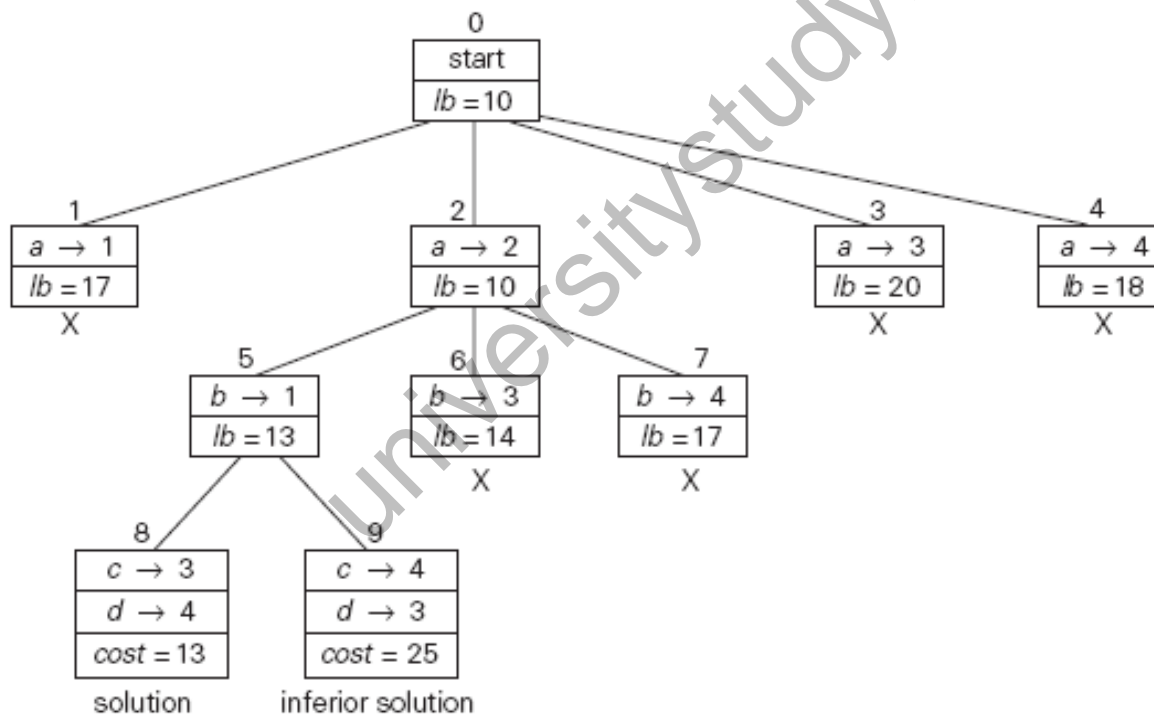 0
start
lb = 10
1
a → 1
lb = 17
X
2
a → 2
lb = 10
3
a → 3
lb = 20
X
4
a → 4
lb = 18
X
5
b → 1
lb = 13
6
b → 3
lb = 14
X
7
b → 4
lb = 17
X
8
c → 3
d → 4
cost = 13
solution
9
c → 4
d → 3
cost = 25
inferior solution
universitystudy